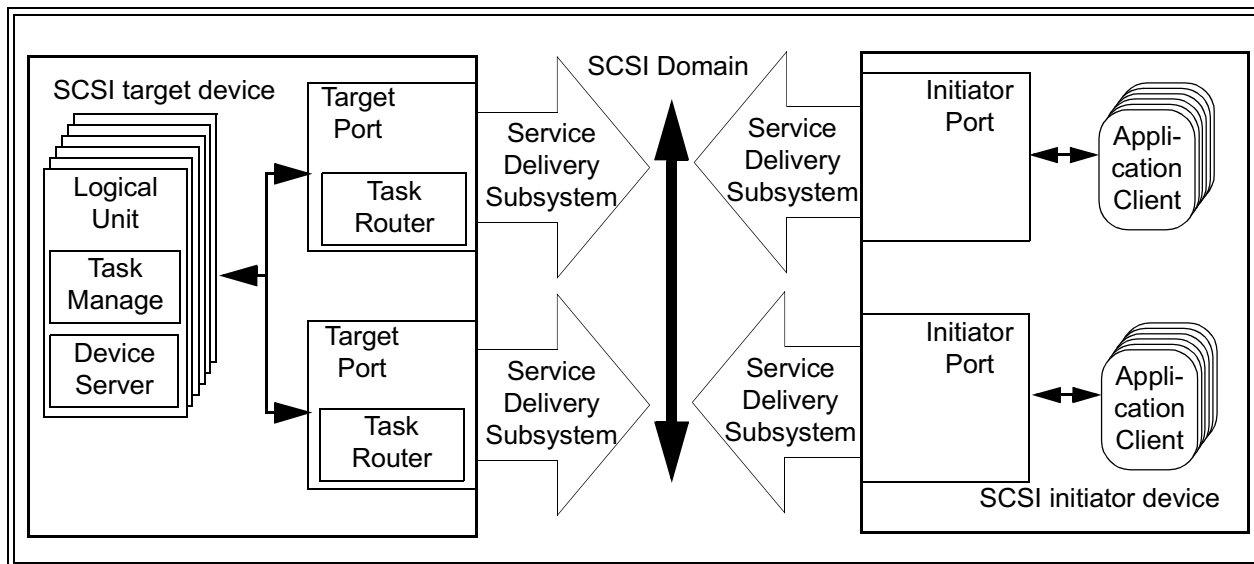 SCSI target device
Logical
Unit
Task
Manage
Device
Server
Target
Port
Task
Router
Target
Port
Task
Router
Service
Delivery
Subsystem
Service
Delivery
Subsystem
SCSI Domain
Service
Delivery
Subsystem
Service
Delivery
Subsystem
Initiator
Port
Appli-
cation
Client
Initiator
Port
Appli-
cation
Client
SCSI initiator device